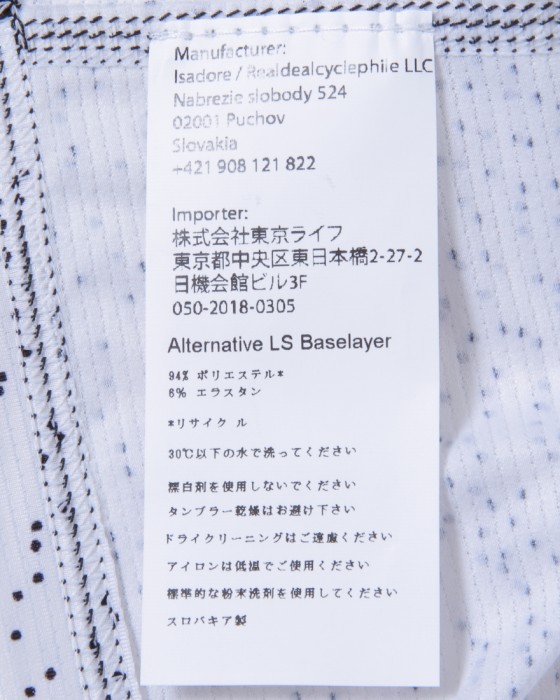 Manufacturer:
Isadore / Realdealcyclephile LLC
Nabrezie slobody 524
02001 Puchov
Slovakia
+421 908 121 822
Importer:
株式会社東京ライフ
東京都中央区東日本橋2-27-2
日機会館ビル3F
050-2018-0305
Alternative LS Baselayer
94% ポリエステル*
6% エラスタン
*リサイク ル
30℃以下の水で洗ってください
漂白剤を使用しないでください
タンブラー乾燥はお避け下さい
ドライクリーニングはご遠慮ください
アイロンは低温でご使用ください
標準的な粉末洗剤を使用してください
スロバキア製